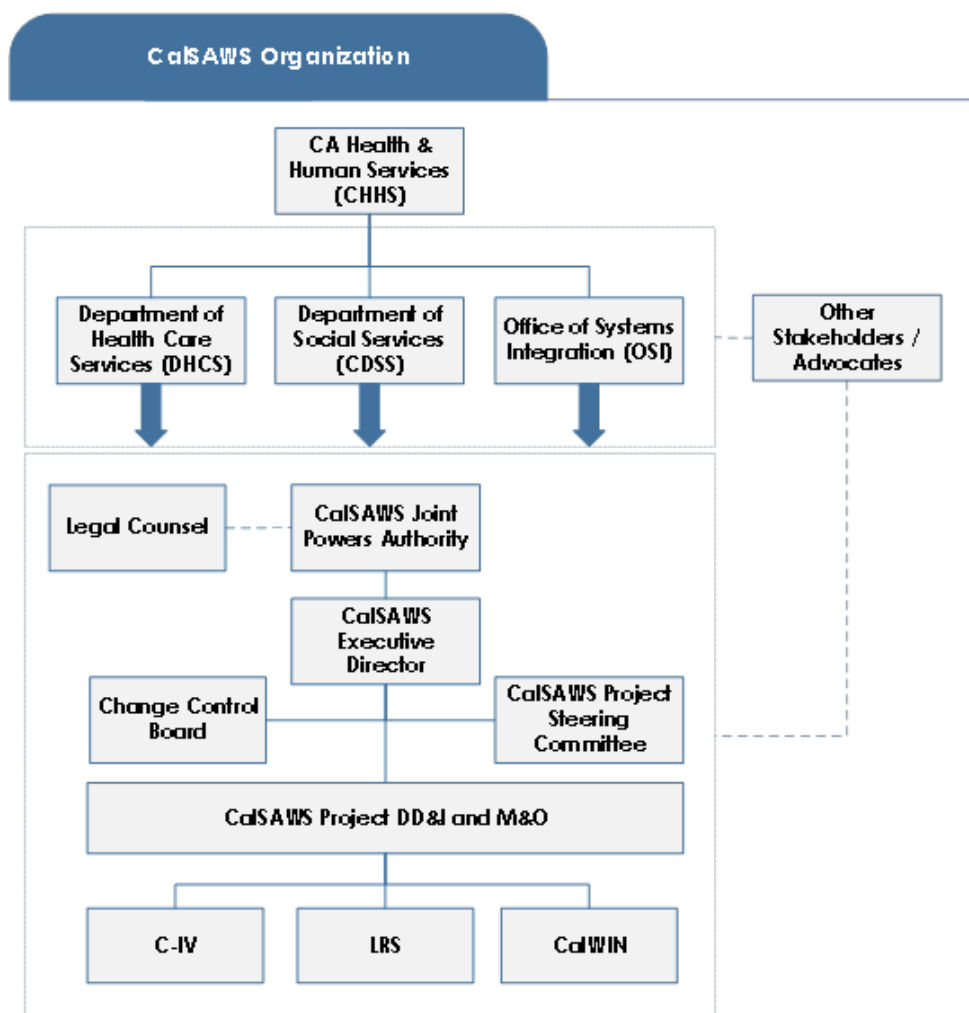 CalSAWS Organization
CA Health &
Human Services
(CHHS)
Department of
Health Care
Services (DHCS)
Department of
Social Services
(CDSS)
Office of Systems
Integration (OSI)
Other
Stakeholders /
Advocates
Legal Counsel
CalSAWS Joint
Powers Authority
CalSAWS
Executive
Director
Change Control
Board
CalSAWS Project
Steering
Committee
CalSAWS Project DD&I and M&O
C-IV
LRS
CalWIN